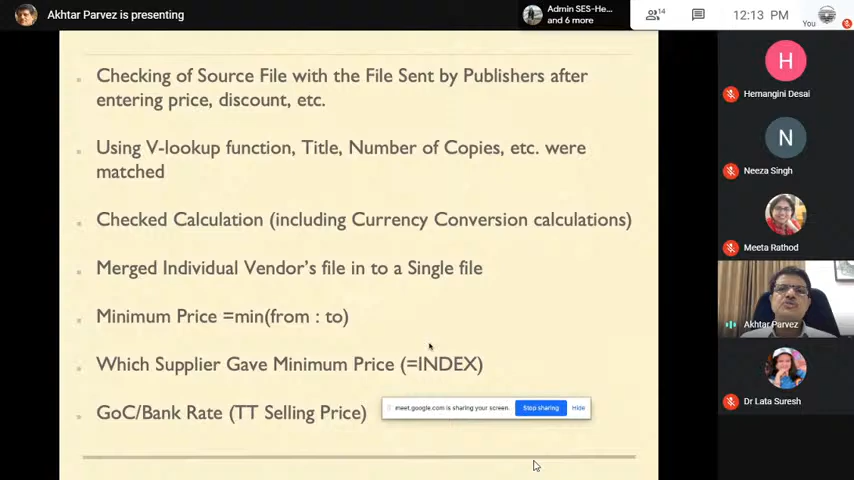 Akhtar Parvez is presenting
Admin SES-He...
and 6 more
14
12:13 PM
You
Checking of Source File with the File Sent by Publishers after
entering price, discount, etc.
Using V-lookup function, Title, Number of Copies, etc. were
matched
Checked Calculation (including Currency Conversion calculations)
Merged Individual Vendor's file in to a Single file
Minimum Price =min(from : to)
Which Supplier Gave Minimum Price (=INDEX)
GoC/Bank Rate (TT Selling Price)
meet.google.com is sharing your screen.
Stop sharing
Hide
H
Hemangini Desai
N
Neeza Singh
Meeta Rathod
Akhtar Parvez
Dr Lata Suresh